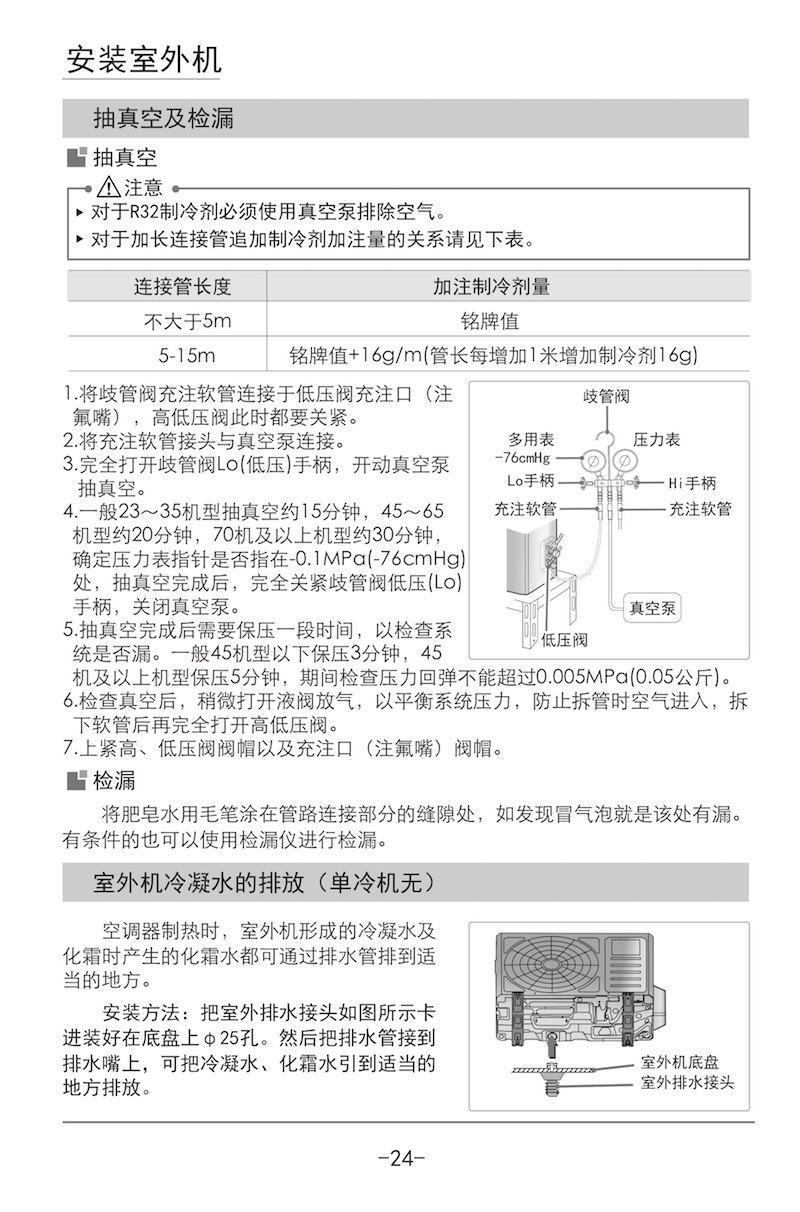 安装室外机
抽真空及检漏
抽真空
注意
对于R32制冷剂必须使用真空泵排除空气。
对于加长连接管追加制冷剂加注量的关系请见下表。
连接管长度 加注制冷剂量
不大于5m 铭牌值
5-15m 铭牌值+16g/m(管长每增加1米增加制冷剂16g)
1.将歧管阀充注软管连接于低压阀充注口（注
氟嘴），高低压阀此时都要关紧。
2.将充注软管接头与真空泵连接。
3.完全打开歧管阀Lo(低压)手柄，开动真空泵
抽真空。
4.一般23～35机型抽真空约15分钟，45～65
机型约20分钟，70机及以上机型约30分钟，
确定压力表指针是否指在-0.1MPa(-76cmHg)
处，抽真空完成后，完全关紧歧管阀低压(Lo)
手柄，关闭真空泵。
5.抽真空完成后需要保压一段时间，以检查系
统是否漏。一般45机型以下保压3分钟，45
机及以上机型保压5分钟，期间检查压力回弹不能超过0.005MPa(0.05公斤)。
6.检查真空后，稍微打开液阀放气，以平衡系统压力，防止拆管时空气进入，拆
下软管后再完全打开高低压阀。
7.上紧高、低压阀阀帽以及充注口（注氟嘴）阀帽。
歧管阀
多用表
-76cmHg
压力表
Lo手柄
Hi手柄
充注软管
充注软管
真空泵
低压阀
检漏
将肥皂水用毛笔涂在管路连接部分的缝隙处，如发现冒气泡就是该处有漏。
有条件的也可以使用检漏仪进行检漏。
室外机冷凝水的排放（单冷机无）
空调器制热时，室外机形成的冷凝水及
化霜时产生的化霜水都可通过排水管排到适
当的地方。
安装方法：把室外排水接头如图所示卡
进装好在底盘上φ25孔。然后把排水管接到
排水嘴上，可把冷凝水、化霜水引到适当的
地方排放。
室外机底盘
室外排水接头
-24-